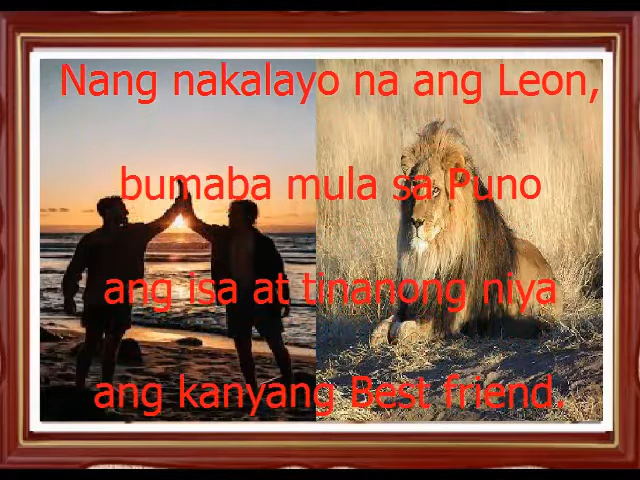 Nang nakalayo na ang Leon,
bumaba mula sa Puno
ang isa at tinanong niya
ang kanyang Best friend.